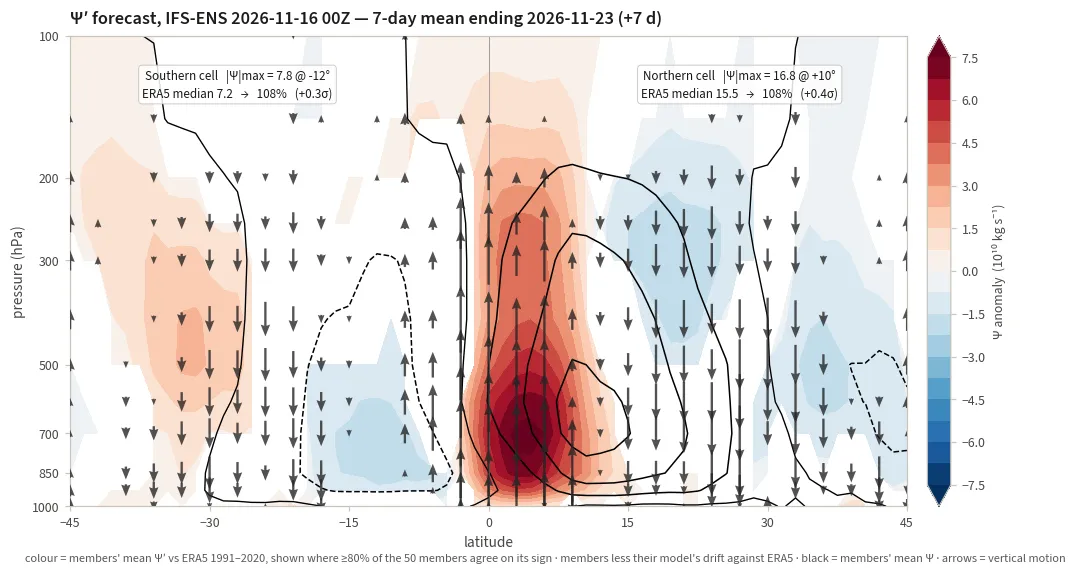 Ψ′ forecast, IFS-ENS 2026-11-16 00Z — 7-day mean ending 2026-11-23 (+7 d)
100
200
300
400
500
700
850
1000
pressure (hPa)
Southern cell |Ψ|max = 7.8 @ -12°
ERA5 median 7.2 → 108% (+0.3σ)
Northern cell |Ψ|max = 16.8 @ +10°
ERA5 median 15.5 → 108% (+0.4σ)
−45
−30
−15
0
15
30
45
latitude
7.5
6.0
4.5
3.0
1.5
0.0
−1.5
−3.0
−4.5
−6.0
−7.5
Ψ anomaly (10¹⁰ kg s⁻¹)
colour = members' mean Ψ′ vs ERA5 1991–2020, shown where ≥80% of the 50 members agree on its sign · members less their model's drift against ERA5 · black = members' mean Ψ · arrows = vertical motion